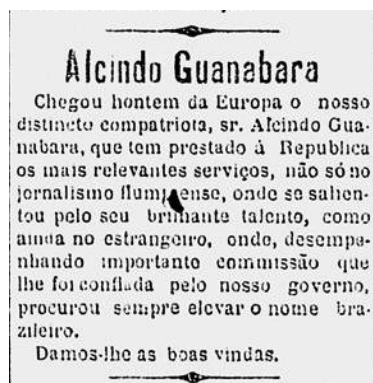 Alcindo Guanabara
Chegou hontem da Europa o nosso
distincto compatriota, sr. Alcindo Gua-
nabara, que tem prestado á Republica
os mais relevantes serviços, não só no
jornalismo fluminense, onde se salien-
tou pelo seu brilhante talento, como
ainda no estrangeiro, onde, desempe-
nhando importante commissão que
lhe foi confiada pelo nosso governo,
procurou sempre elevar o nome bra-
zileiro.
Damos-lhe as boas vindas.